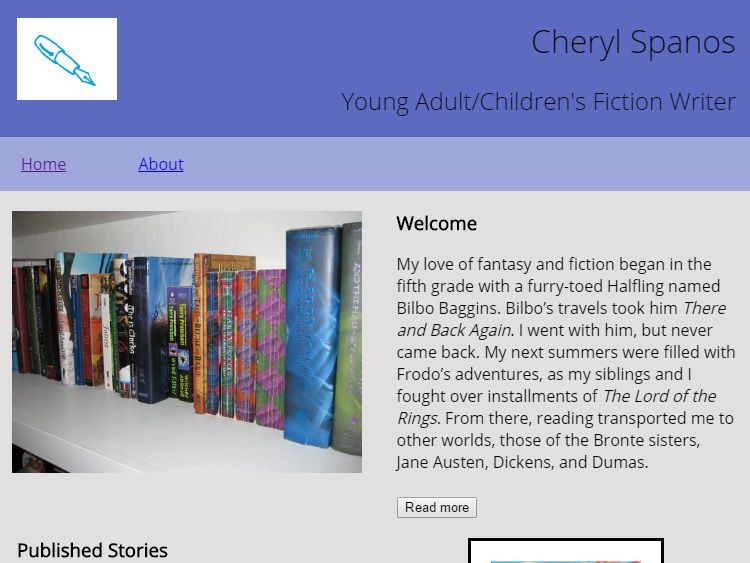 Cheryl Spanos
Young Adult/Children's Fiction Writer
Home
About
Welcome
My love of fantasy and fiction began in the
fifth grade with a furry-toed Halfling named
Bilbo Baggins. Bilbo’s travels took him There
and Back Again. I went with him, but never
came back. My next summers were filled with
Frodo’s adventures, as my siblings and I
fought over installments of The Lord of the
Rings. From there, reading transported me to
other worlds, those of the Bronte sisters,
Jane Austen, Dickens, and Dumas.
Read more
Published Stories